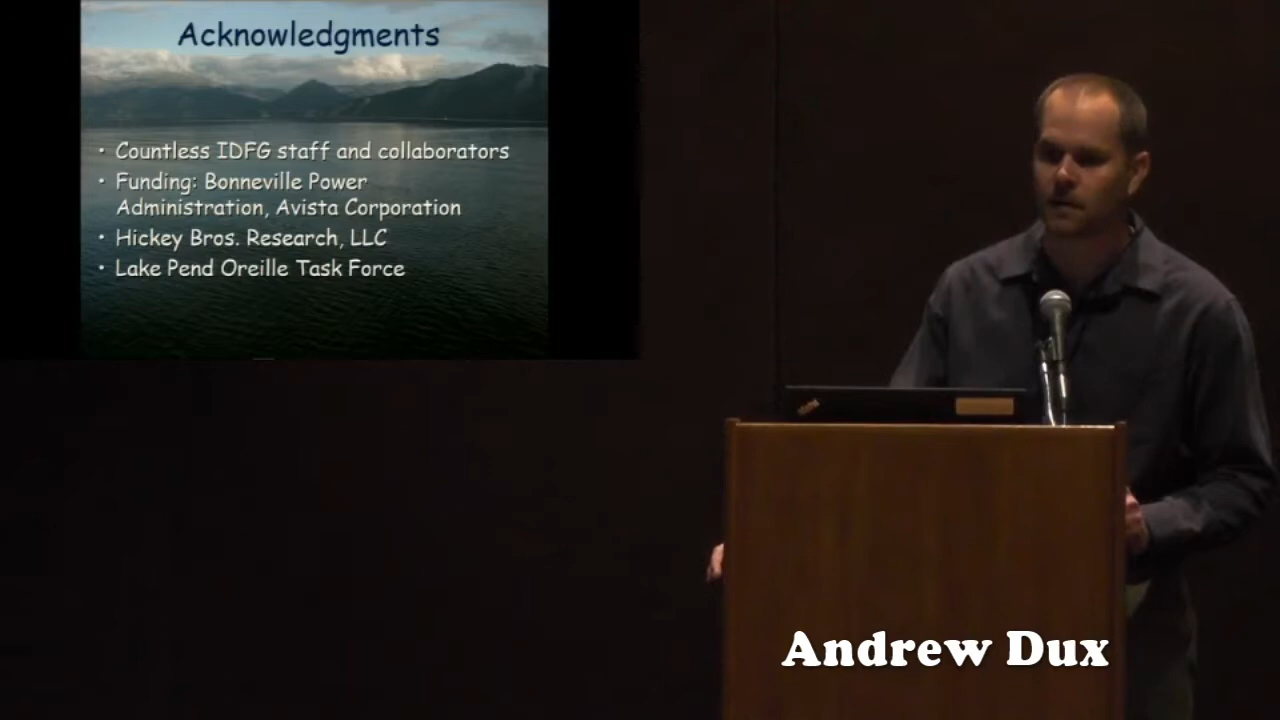 Acknowledgments
• Countless IDFG staff and collaborators
• Funding: Bonneville Power
Administration, Avista Corporation
• Hickey Bros. Research, LLC
• Lake Pend Oreille Task Force
Andrew Dux